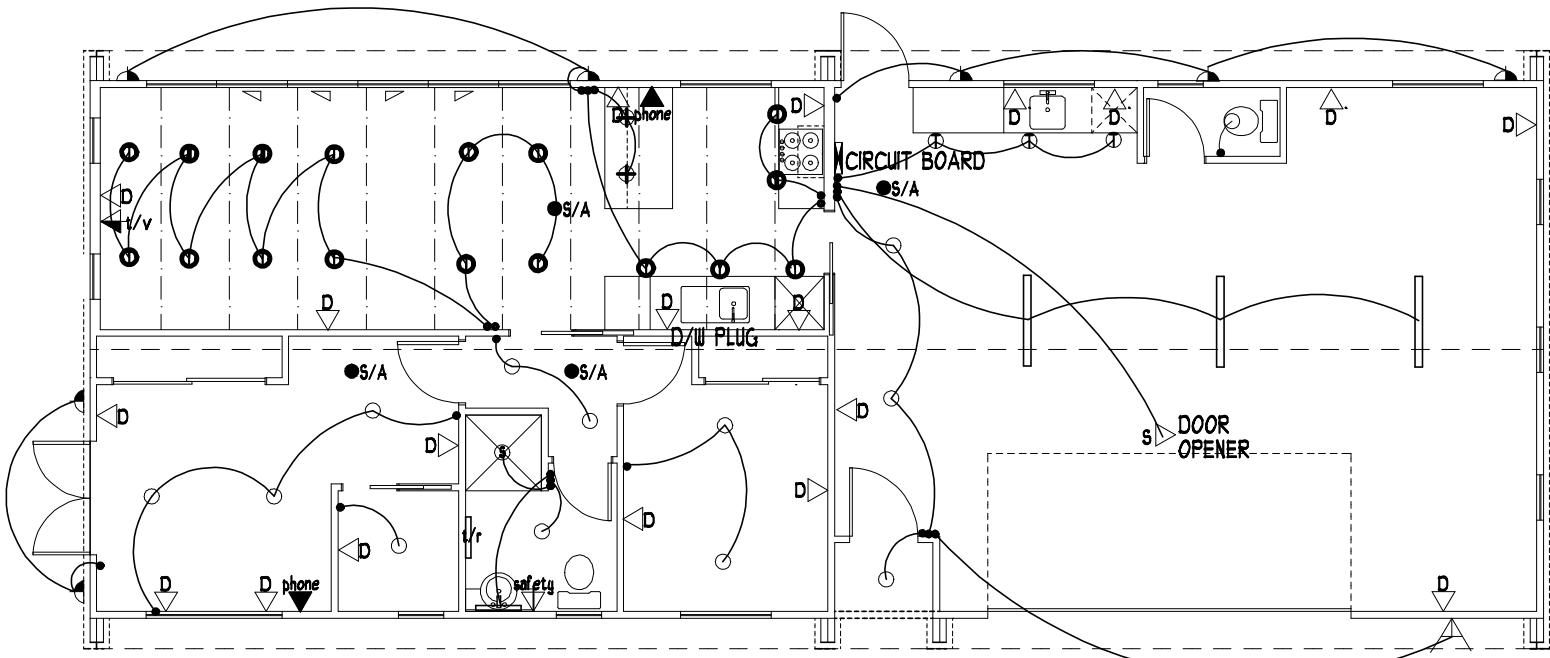 D phone
D
D
D
D
D
CIRCUIT BOARD
S/A
D
t/v
S/A
D
D
D
D/W PLUG
S/A
S/A
D
D
D
S
DOOR
OPENER
S
D
D
t/r
D
D
D
phone
safety
D